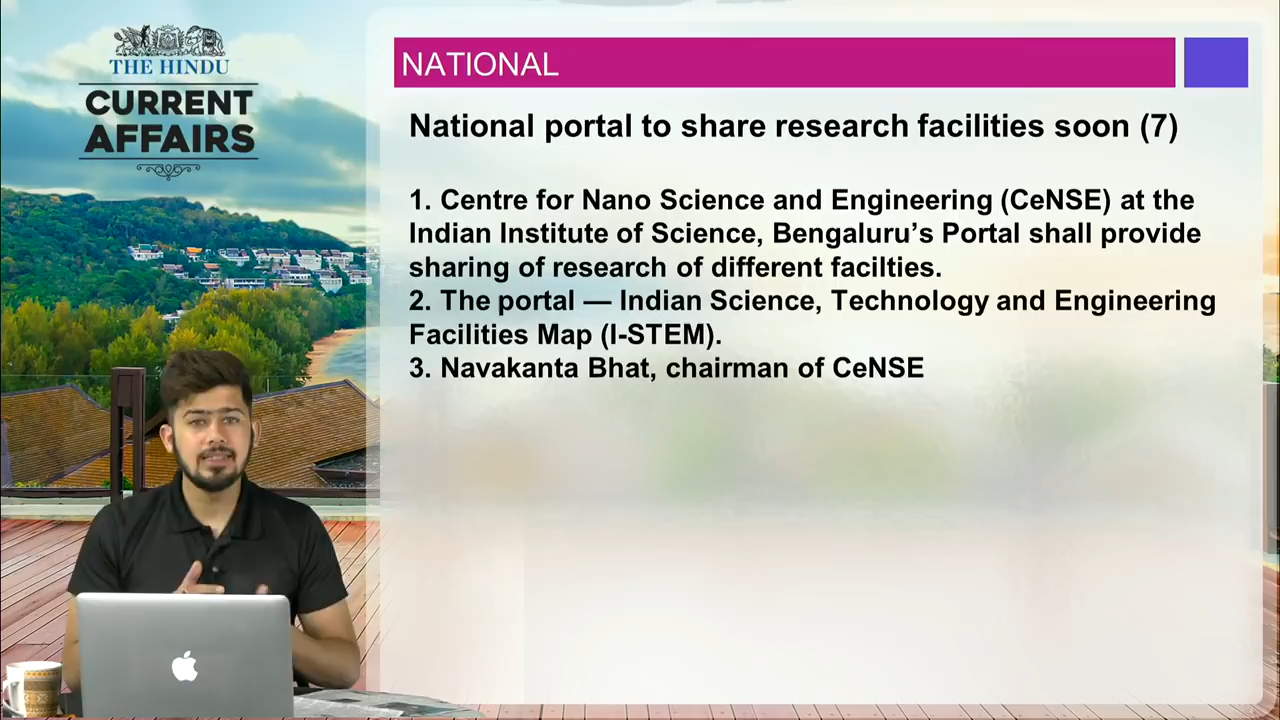 THE HINDU
CURRENT
AFFAIRS
NATIONAL
National portal to share research facilities soon (7)
1. Centre for Nano Science and Engineering (CeNSE) at the
Indian Institute of Science, Bengaluru’s Portal shall provide
sharing of research of different facilties.
2. The portal — Indian Science, Technology and Engineering
Facilities Map (I-STEM).
3. Navakanta Bhat, chairman of CeNSE